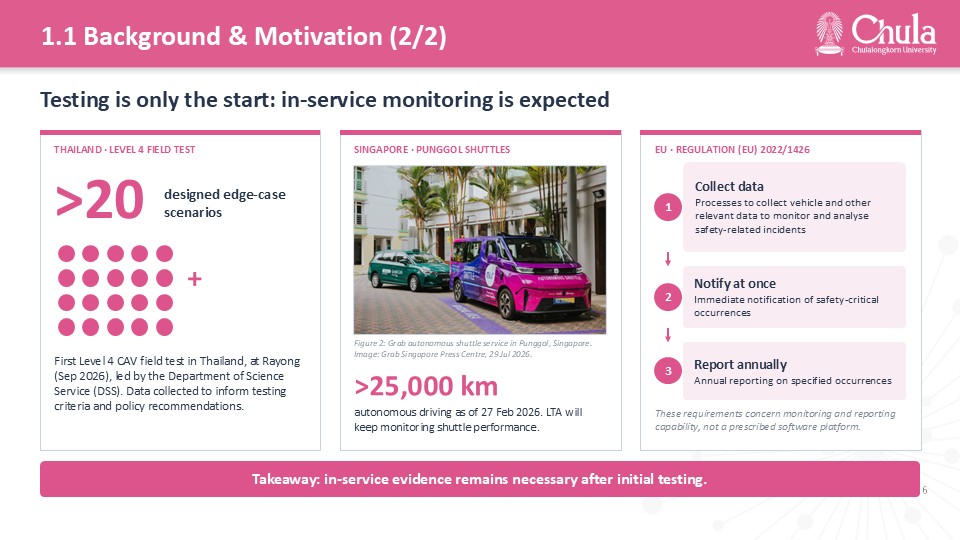 1.1 Background & Motivation (2/2)
Chula
Chulalongkorn University
Testing is only the start: in-service monitoring is expected
THAILAND · LEVEL 4 FIELD TEST
>20
designed edge-case
scenarios
+
First Level 4 CAV field test in Thailand, at Rayong
(Sep 2026), led by the Department of Science
Service (DSS). Data collected to inform testing
criteria and policy recommendations.
SINGAPORE · PUNGGOL SHUTTLES
Figure 2: Grab autonomous shuttle service in Punggol, Singapore.
Image: Grab Singapore Press Centre, 29 Jul 2026.
>25,000 km
autonomous driving as of 27 Feb 2026. LTA will
keep monitoring shuttle performance.
EU · REGULATION (EU) 2022/1426
1
Collect data
Processes to collect vehicle and other
relevant data to monitor and analyse
safety-related incidents
2
Notify at once
Immediate notification of safety-critical
occurrences
3
Report annually
Annual reporting on specified occurrences
These requirements concern monitoring and reporting
capability, not a prescribed software platform.
Takeaway: in-service evidence remains necessary after initial testing.
6